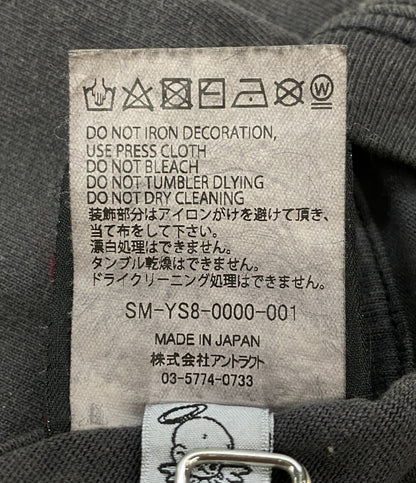 DO NOT IRON DECORATION,
USE PRESS CLOTH
DO NOT BLEACH
DO NOT TUMBLER DLYING
DO NOT DRY CLEANING
装飾部分はアイロンがけを避けて頂き、
当て布をして下さい。
漂白処理はできません。
タンブル乾燥はできません。
ドライクリーニング処理はできません。
SM-YS8-0000-001
MADE IN JAPAN
株式会社アントラクト
03-5774-0733